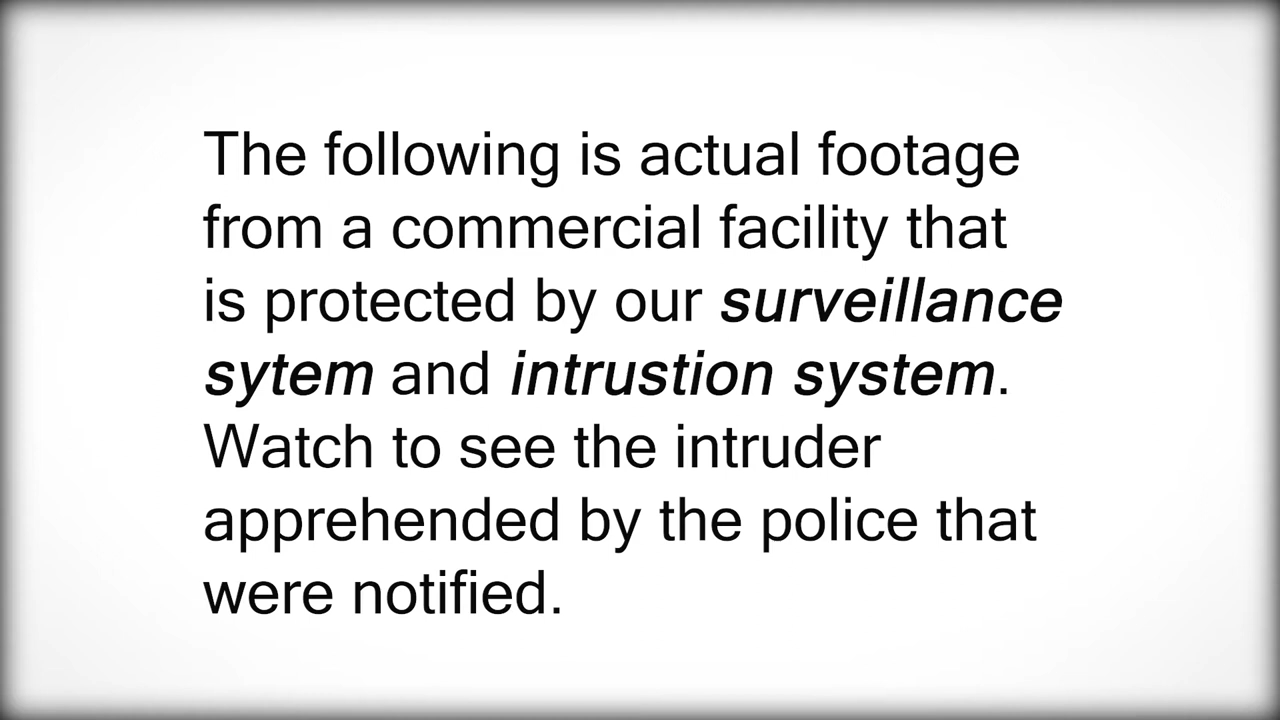 The following is actual footage
from a commercial facility that
is protected by our surveillance
sytem and intrustion system.
Watch to see the intruder
apprehended by the police that
were notified.